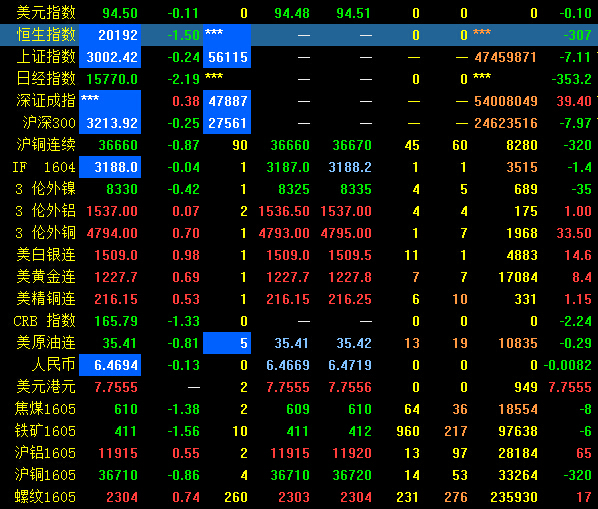 美元指数 94.50 -0.11 0 94.48 94.51 0 0 0 -0.10
恒生指数 20192 -1.50 *** — — 0 0 *** -307
上证指数 3002.42 -0.24 56115 — — — — 47459871 -7.11
日经指数 15770.0 -2.19 *** — — 0 0 *** -353.2
深证成指 *** 0.38 47887 — — — — 54008049 39.40
沪深300 3213.92 -0.25 27561 — — — — 24623516 -7.97
沪铜连续 36660 -0.87 90 36660 36670 45 60 8280 -320
IF 1604 3188.0 -0.04 1 3187.0 3188.2 1 1 3515 -1.4
3 伦外镍 8330 -0.42 1 8325 8335 4 5 689 -35
3 伦外铝 1537.00 0.07 2 1536.50 1537.00 4 4 175 1.00
3 伦外铜 4794.00 0.70 1 4793.00 4795.00 1 7 1968 33.50
美白银连 1509.0 0.98 1 1509.0 1509.5 11 1 4883 14.6
美黄金连 1227.7 0.69 1 1227.7 1227.8 7 7 17084 8.4
美精铜连 216.15 0.53 1 216.15 216.25 6 10 331 1.15
CRB 指数 165.79 -1.33 0 — — 0 0 0 -2.24
美原油连 35.41 -0.81 5 35.41 35.42 13 19 10835 -0.29
人民币 6.4694 -0.13 0 6.4669 6.4719 0 0 0 -0.0082
美元港元 7.7555 — 2 7.7555 7.7556 0 0 949 7.7555
焦煤1605 610 -1.38 2 609 610 64 36 18554 -8
铁矿1605 411 -1.56 10 411 412 960 217 97638 -6
沪铝1605 11915 0.55 2 11915 11920 13 97 28184 65
沪铜1605 36710 -0.86 4 36710 36720 14 53 33264 -320
螺纹1605 2304 0.74 260 2303 2304 231 276 235930 17